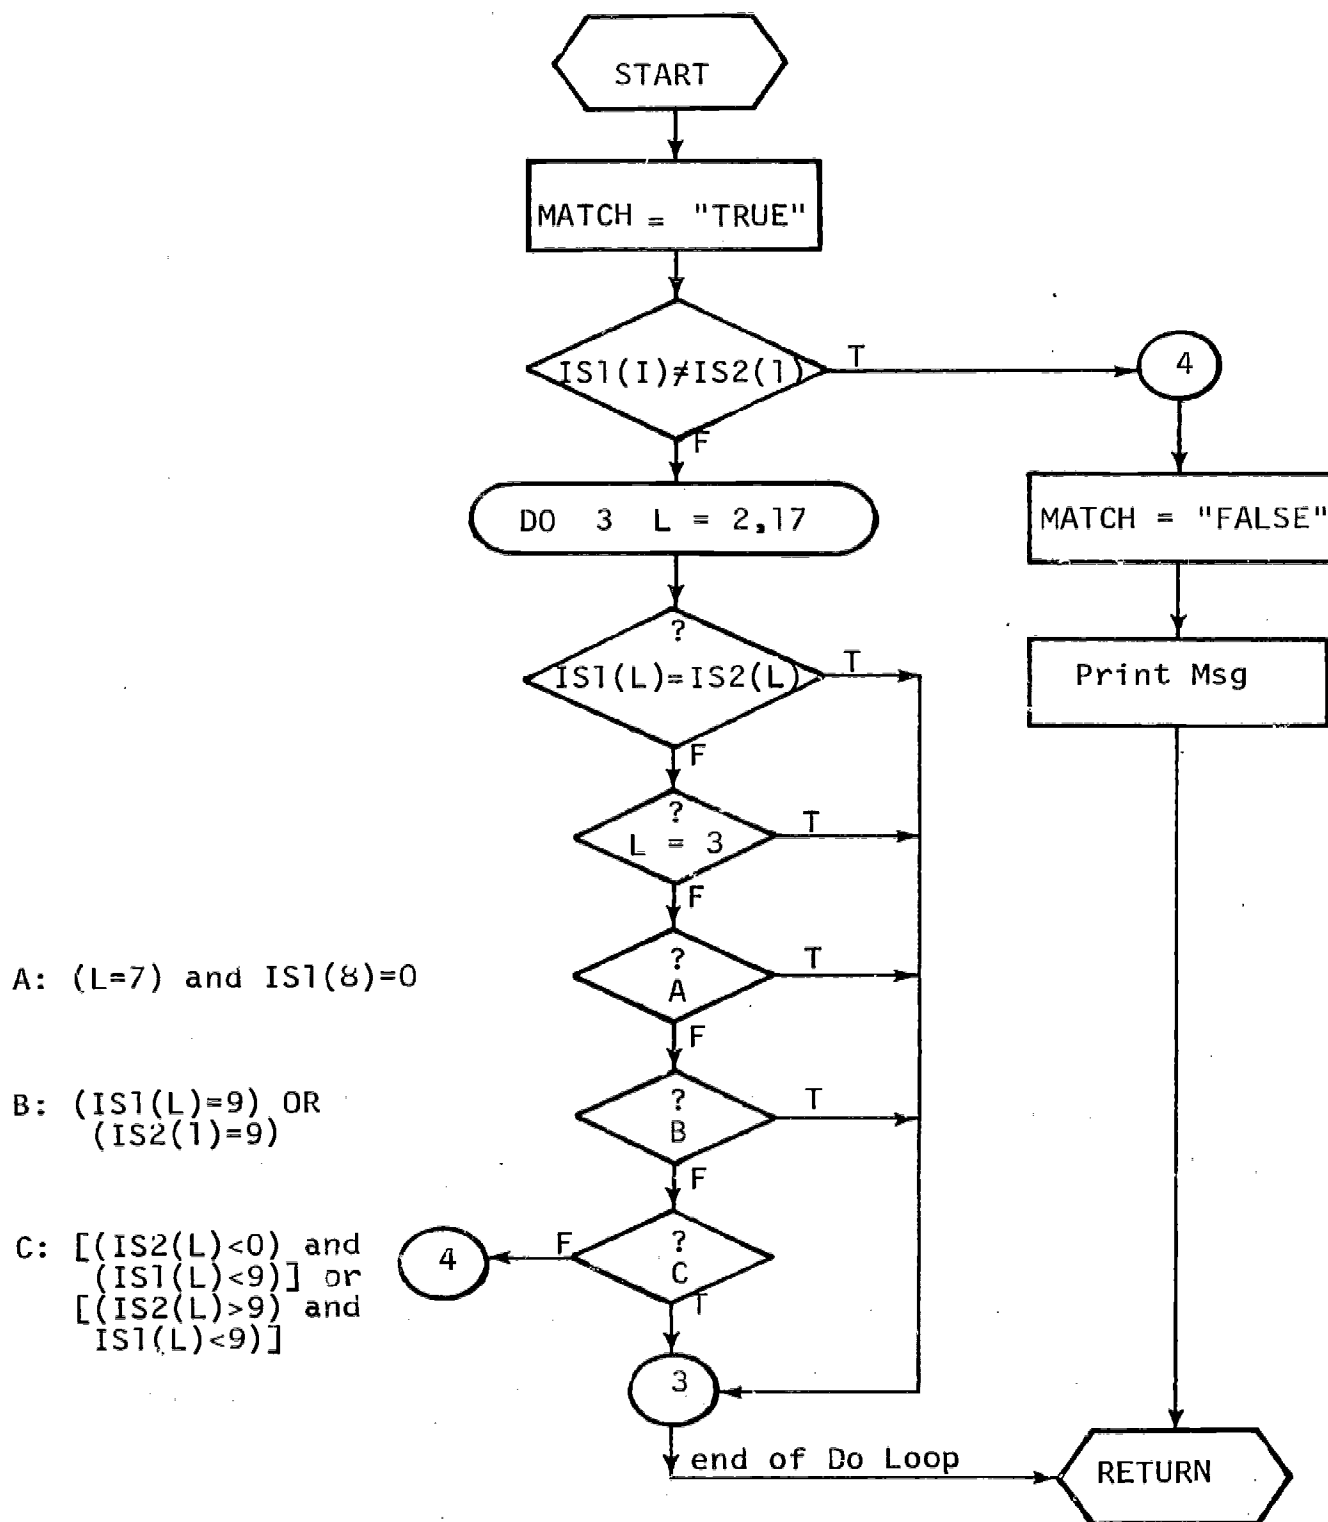 START
MATCH = "TRUE"
IS1(I)≠IS2(1)
T
4
F
DO 3 L = 2,17
MATCH = "FALSE"
?
IS1(L)=IS2(L)
T
Print Msg
F
?
L = 3
T
F
A: (L=7) and IS1(8)=0
?
A
T
F
B: (IS1(L)=9) OR
(IS2(1)=9)
?
B
T
F
C: [(IS2(L)<0) and
(IS1(L)<9)] or
[(IS2(L)>9) and
IS1(L)<9)]
4
F
?
C
T
3
end of Do Loop
RETURN